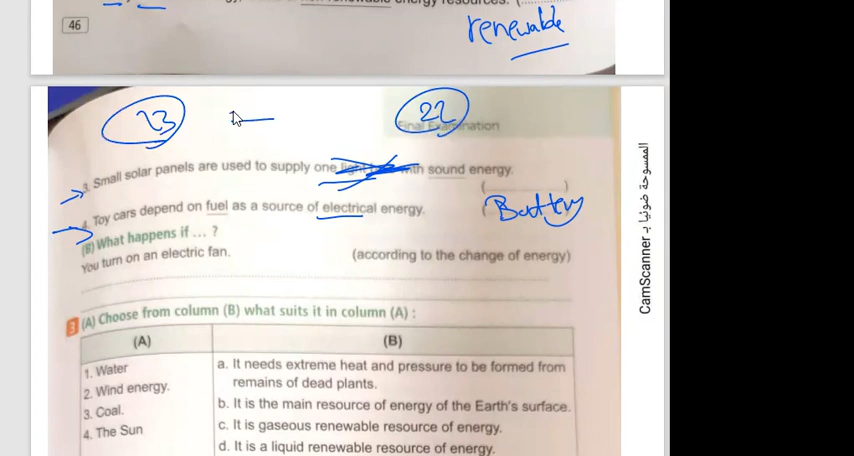 energy resources. (
46
renewable
23
22
Final Examination
3. Small solar panels are used to supply one light with sound energy.
(............)
4. Toy cars depend on fuel as a source of electrical energy.
(Battery)
(B) What happens if ... ?
You turn on an electric fan. (according to the change of energy)
3 (A) Choose from column (B) what suits it in column (A) :
(A) (B)
1. Water
2. Wind energy.
3. Coal.
4. The Sun
a. It needs extreme heat and pressure to be formed from
remains of dead plants.
b. It is the main resource of energy of the Earth's surface.
c. It is gaseous renewable resource of energy.
d. It is a liquid renewable resource of energy.
الممسوحة ضوئيا بـ CamScanner